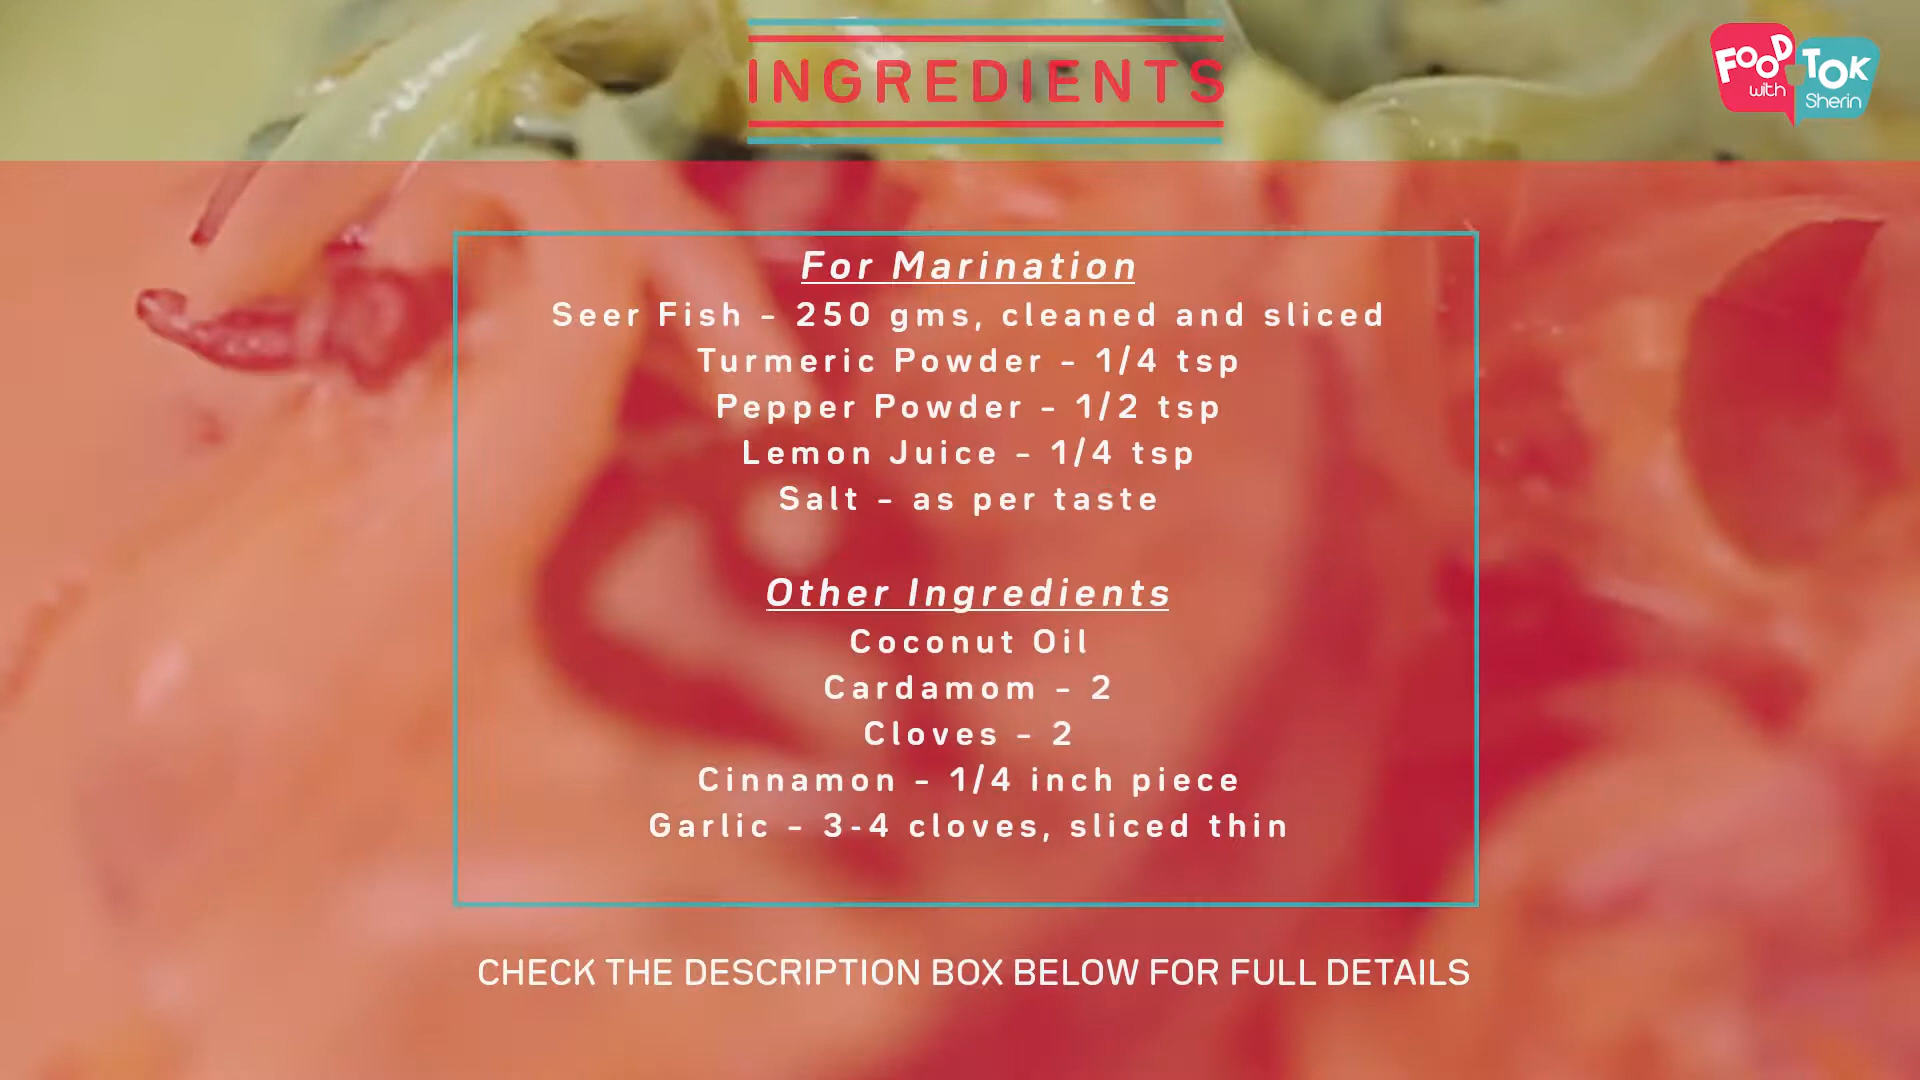 INGREDIENTS
FOOD TOK
with Sherin
For Marination
Seer Fish - 250 gms, cleaned and sliced
Turmeric Powder - 1/4 tsp
Pepper Powder - 1/2 tsp
Lemon Juice - 1/4 tsp
Salt - as per taste
Other Ingredients
Coconut Oil
Cardamom - 2
Cloves - 2
Cinnamon - 1/4 inch piece
Garlic - 3-4 cloves, sliced thin
CHECK THE DESCRIPTION BOX BELOW FOR FULL DETAILS